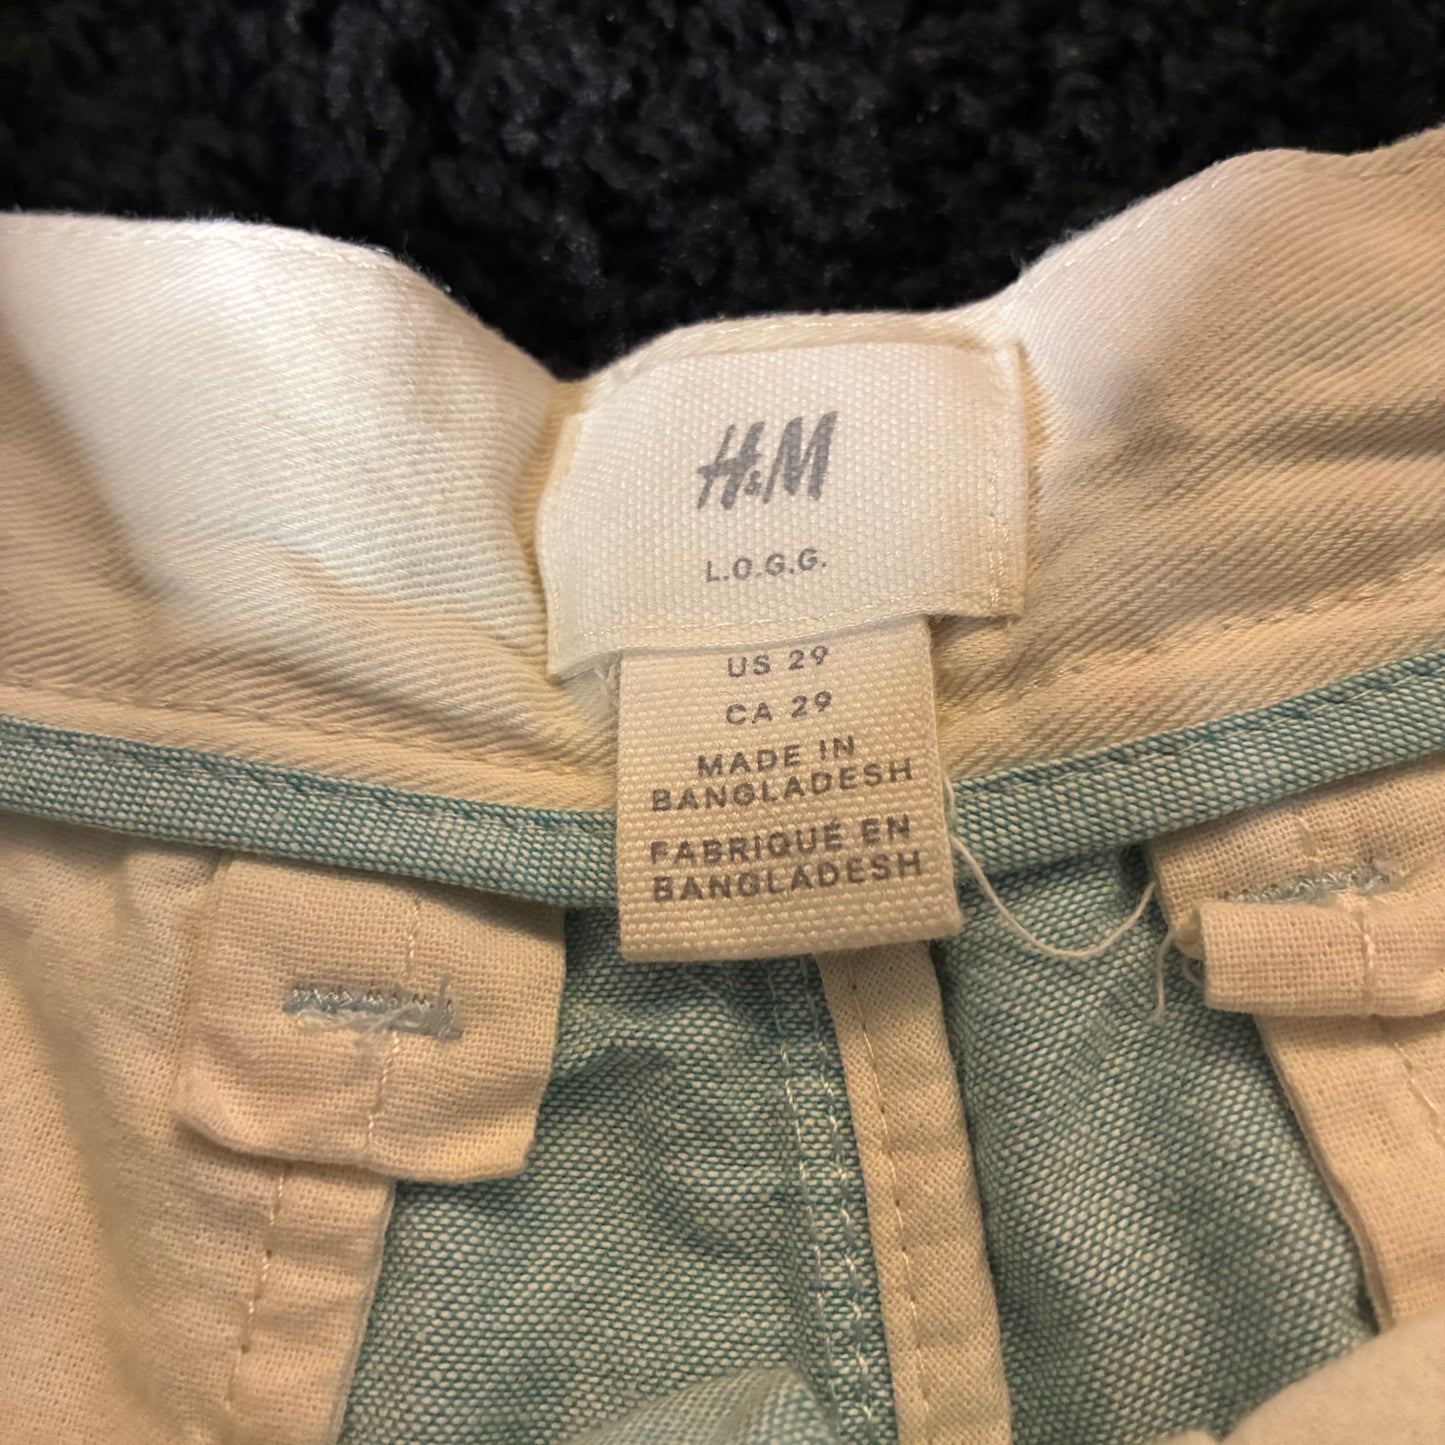 H&M
L.O.G.G.
US 29
CA 29
MADE IN
BANGLADESH
FABRIQUÉ EN
BANGLADESH